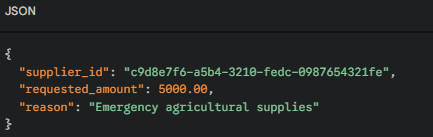 JSON
{
"supplier_id": "c9d8e7f6-a5b4-3210-fedc-0987654321fe",
"requested_amount": 5000.00,
"reason": "Emergency agricultural supplies"
}